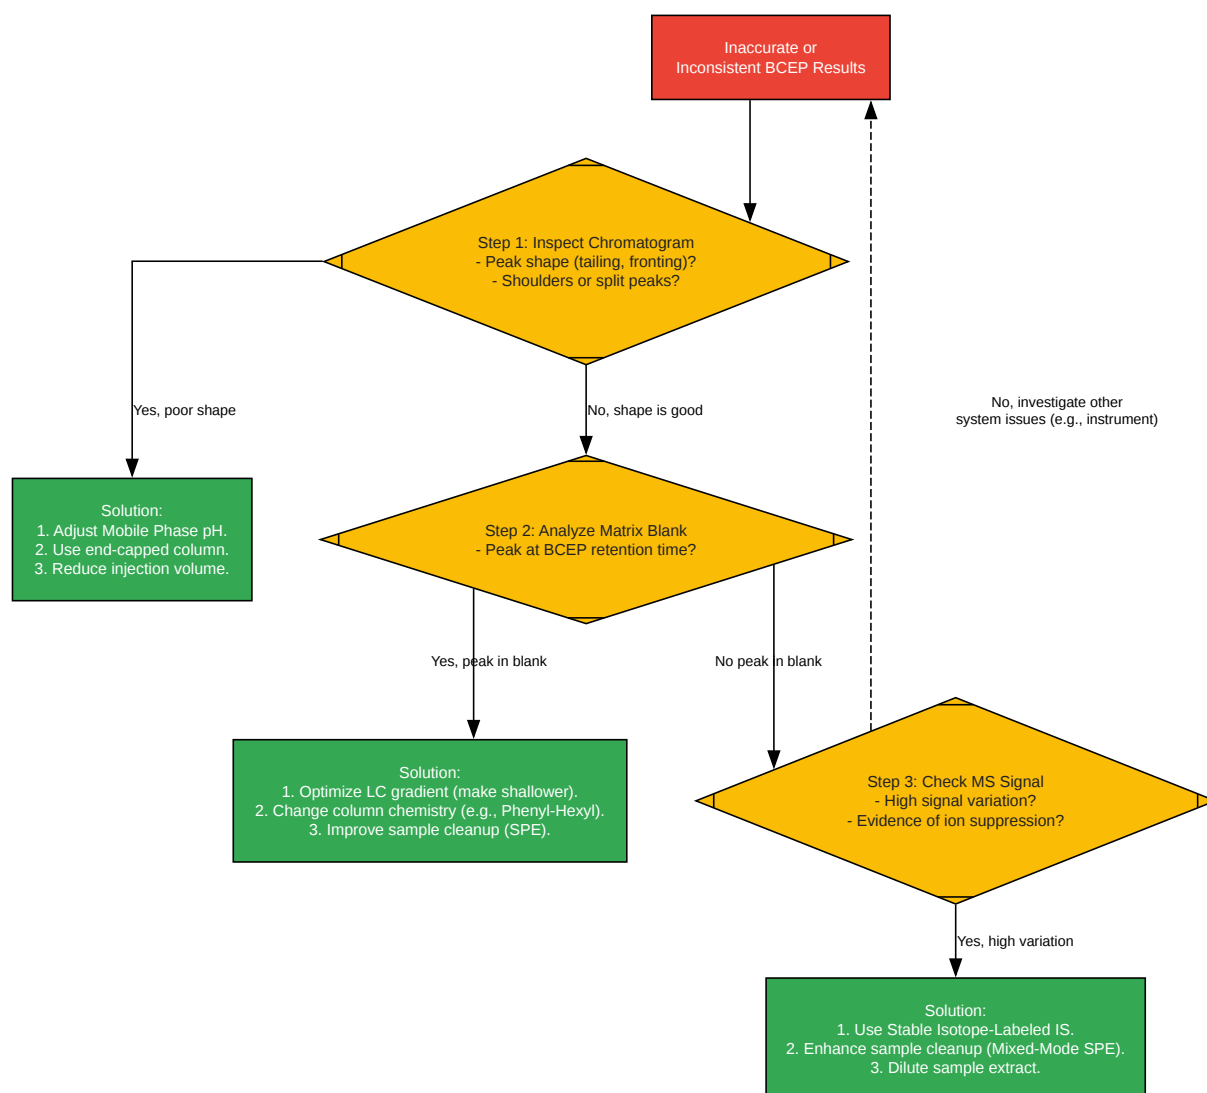 Inaccurate or
Inconsistent BCEP Results
Step 1: Inspect Chromatogram
- Peak shape (tailing, fronting)?
- Shoulders or split peaks?
Yes, poor shape
No, shape is good
No, investigate other
system issues (e.g., instrument)
Solution:
1. Adjust Mobile Phase pH.
2. Use end-capped column.
3. Reduce injection volume.
Step 2: Analyze Matrix Blank
- Peak at BCEP retention time?
Yes, peak in blank
No peak in blank
Solution:
1. Optimize LC gradient (make shallower).
2. Change column chemistry (e.g., Phenyl-Hexyl).
3. Improve sample cleanup (SPE).
Step 3: Check MS Signal
- High signal variation?
- Evidence of ion suppression?
Yes, high variation
Solution:
1. Use Stable Isotope-Labeled IS.
2. Enhance sample cleanup (Mixed-Mode SPE).
3. Dilute sample extract.